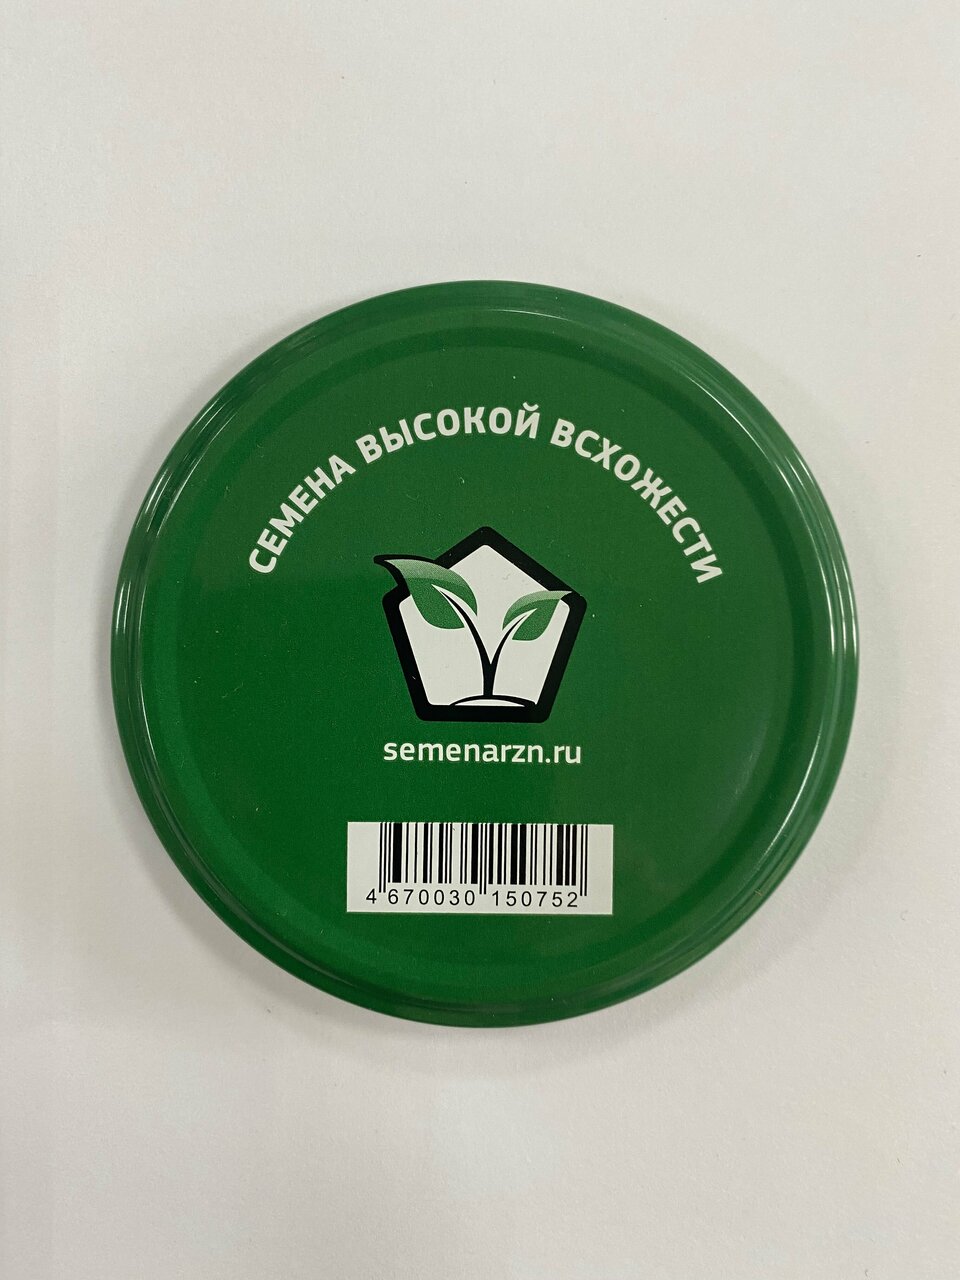 СЕМЕНА ВЫСОКОЙ ВСХОЖЕСТИ
semenarzn.ru
4 670030 150752